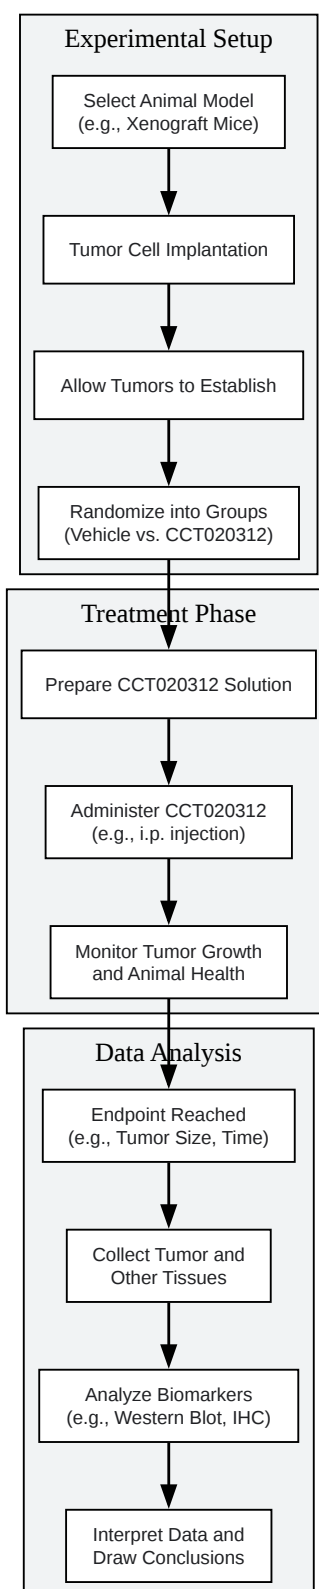 Experimental Setup
Select Animal Model
(e.g., Xenograft Mice)
Tumor Cell Implantation
Allow Tumors to Establish
Randomize into Groups
(Vehicle vs. CCT020312)
Treatment Phase
Prepare CCT020312 Solution
Administer CCT020312
(e.g., i.p. injection)
Monitor Tumor Growth
and Animal Health
Data Analysis
Endpoint Reached
(e.g., Tumor Size, Time)
Collect Tumor and
Other Tissues
Analyze Biomarkers
(e.g., Western Blot, IHC)
Interpret Data and
Draw Conclusions